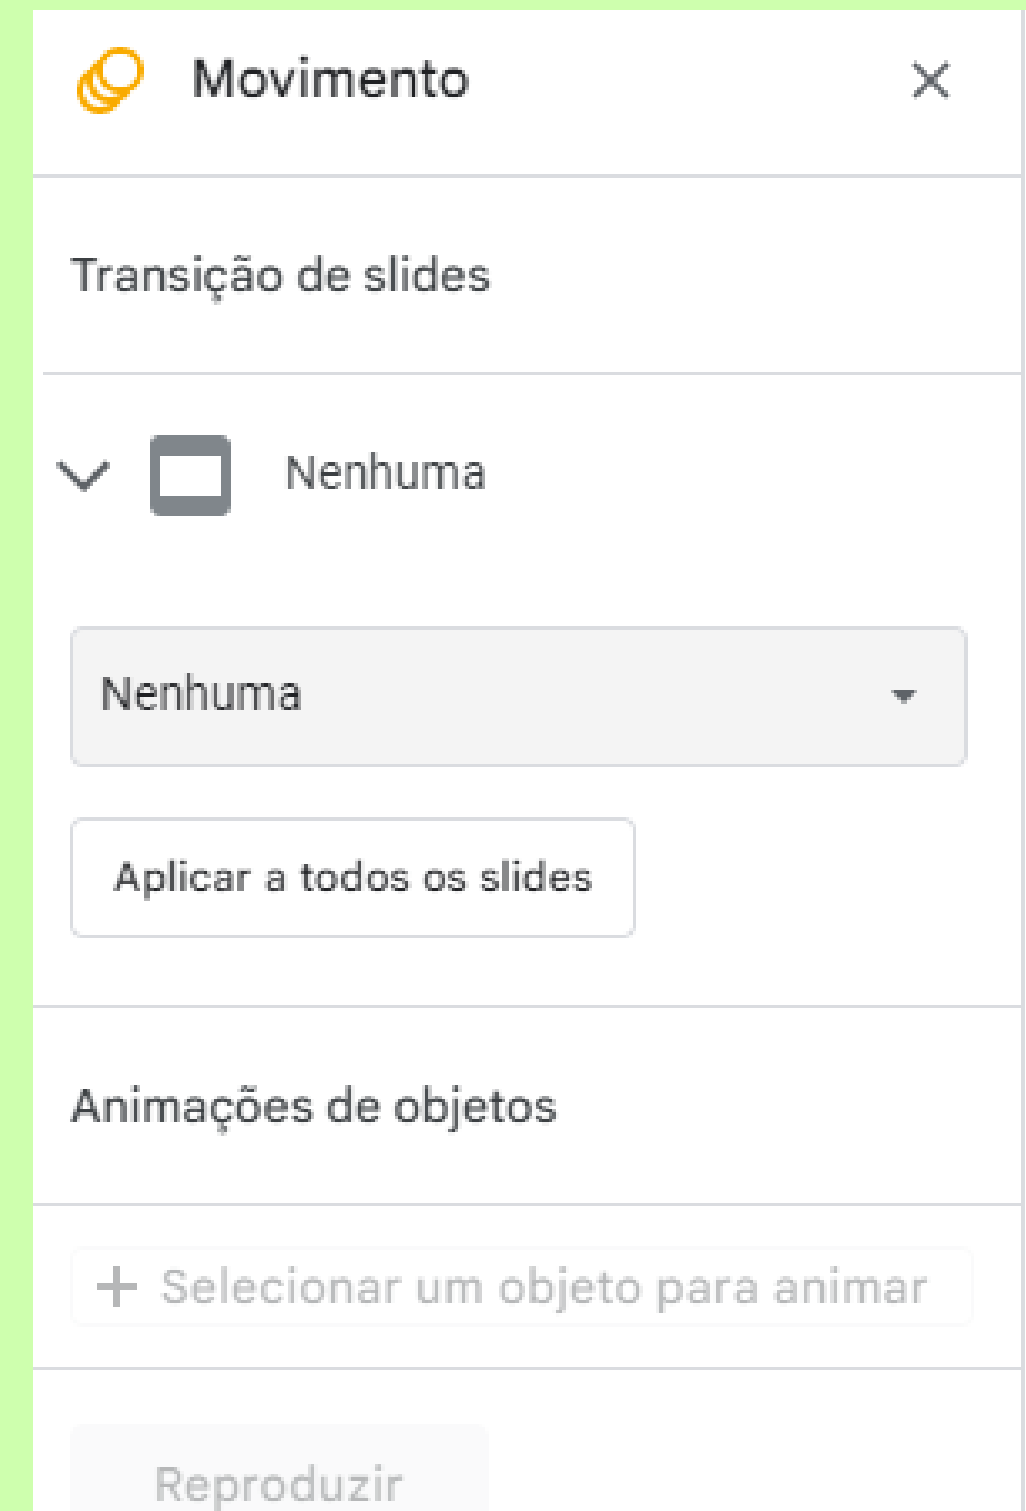 Movimento
Transição de slides
Nenhuma
Nenhuma
Aplicar a todos os slides
Animações de objetos
+ Selecionar um objeto para animar
Reproduzir